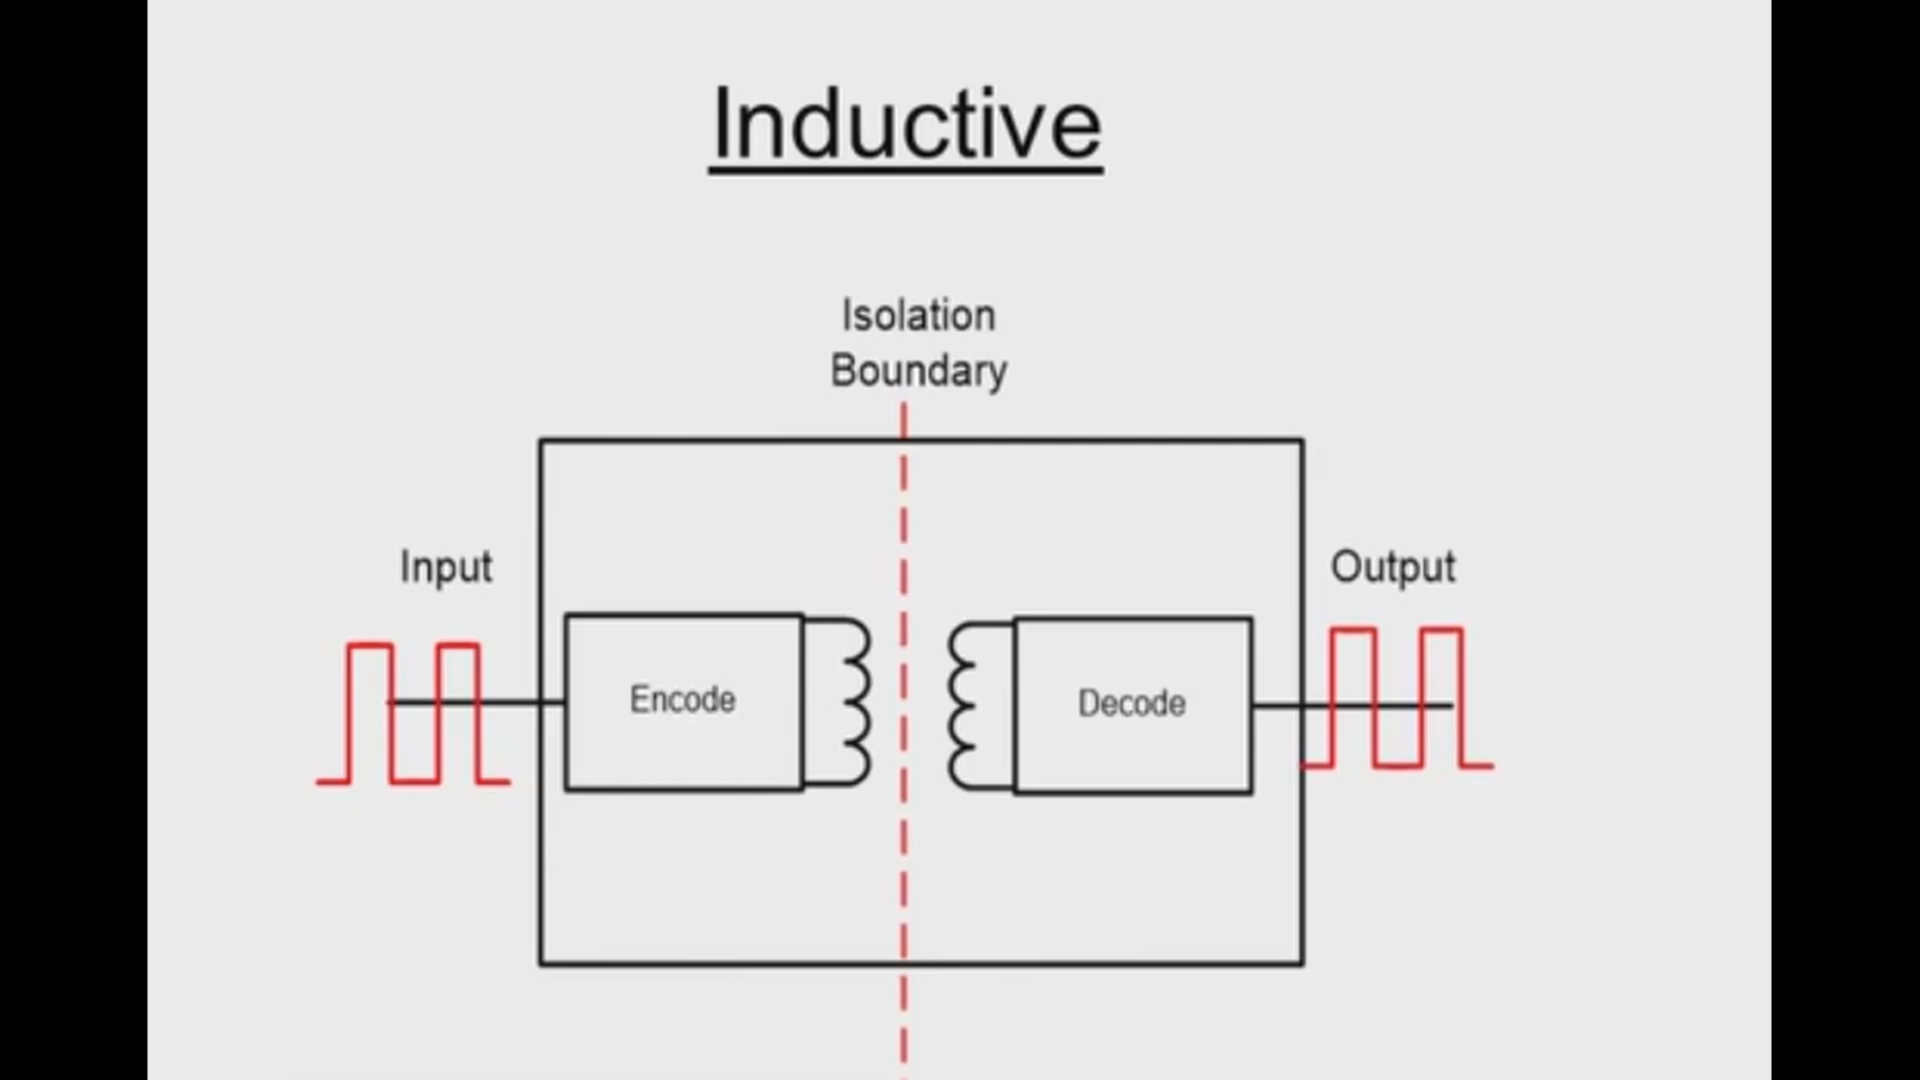 Inductive
Isolation
Boundary
Input
Output
Encode
Decode